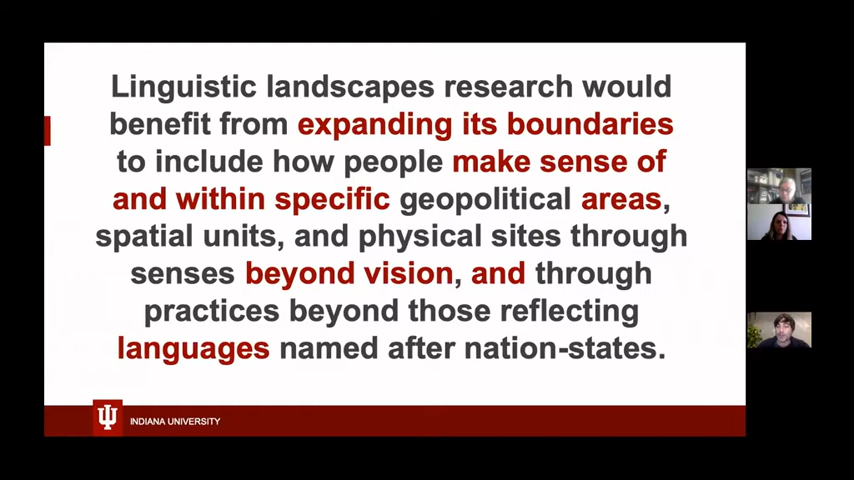 Linguistic landscapes research would
benefit from expanding its boundaries
to include how people make sense of
and within specific geopolitical areas,
spatial units, and physical sites through
senses beyond vision, and through
practices beyond those reflecting
languages named after nation-states.
INDIANA UNIVERSITY